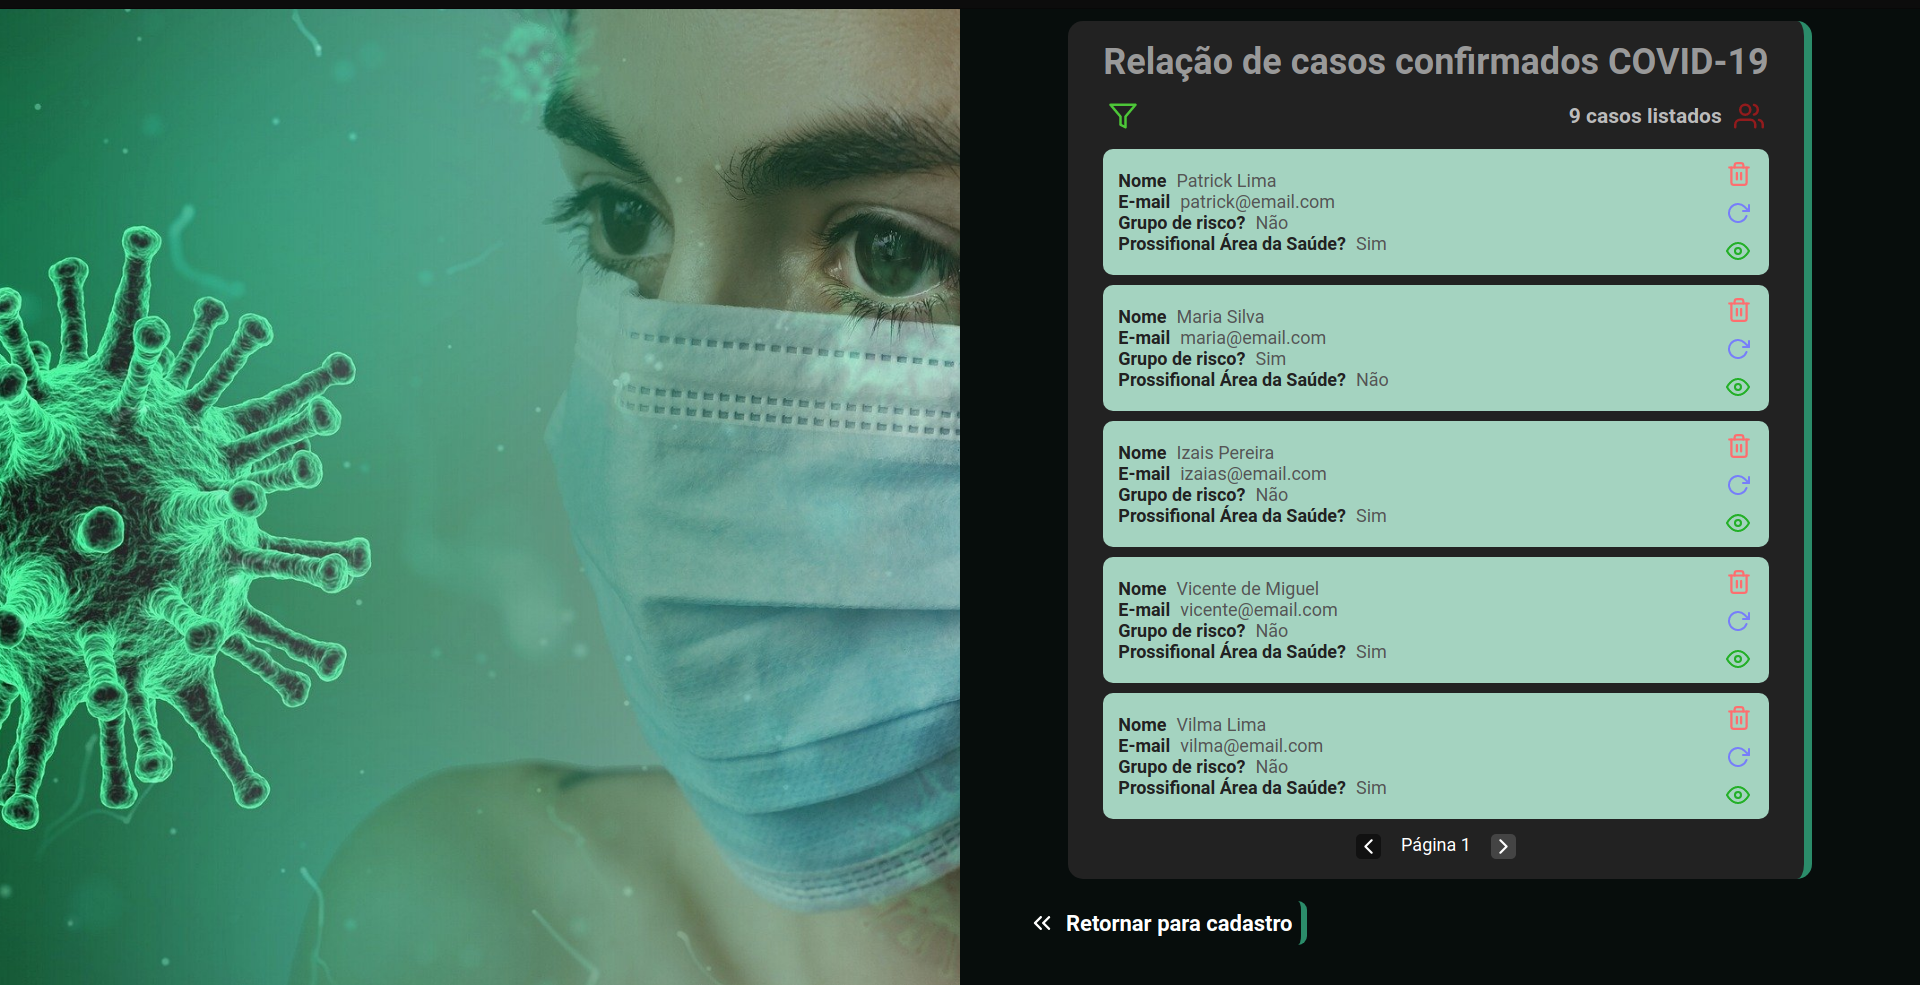 Relação de casos confirmados COVID-19
9 casos listados
Nome Patrick Lima
E-mail patrick@email.com
Grupo de risco? Não
Prossifional Área da Saúde? Sim
Nome Maria Silva
E-mail maria@email.com
Grupo de risco? Sim
Prossifional Área da Saúde? Não
Nome Izais Pereira
E-mail izaias@email.com
Grupo de risco? Não
Prossifional Área da Saúde? Sim
Nome Vicente de Miguel
E-mail vicente@email.com
Grupo de risco? Não
Prossifional Área da Saúde? Sim
Nome Vilma Lima
E-mail vilma@email.com
Grupo de risco? Não
Prossifional Área da Saúde? Sim
Página 1
Retornar para cadastro